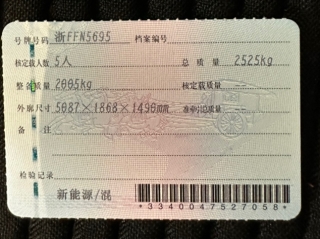 号牌号码 浙FFN5695 档案编号
核定载人数 5人 总质量 2525kg
整备质量 2005kg 核定载质量 --
外廓尺寸 5087×1868×1490mm 准牵引总质量 --
备注
检验记录
新能源/混
*3340047527058*